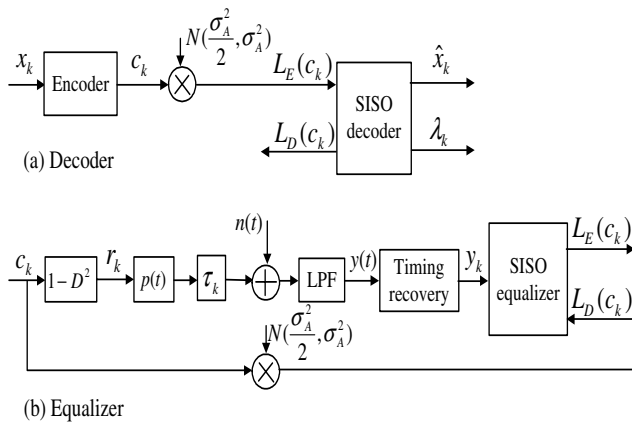 N(σ_A^2/2, σ_A^2)
x_k Encoder c_k L_E(c_k) SISO decoder x̂_k
L_D(c_k) λ_k
(a) Decoder
n(t)
c_k 1−D^2 r_k p(t) τ_k LPF y(t) Timing recovery y_k SISO equalizer L_E(c_k)
L_D(c_k)
N(σ_A^2/2, σ_A^2)
(b) Equalizer